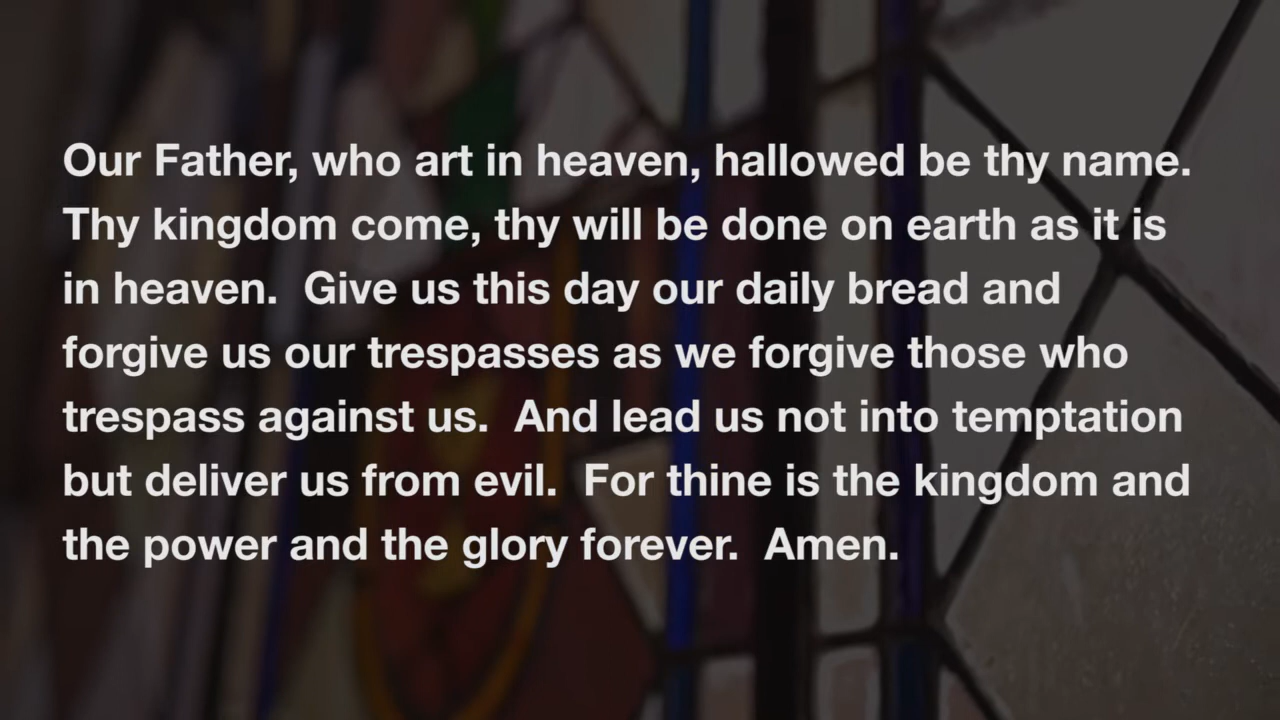 Our Father, who art in heaven, hallowed be thy name.
Thy kingdom come, thy will be done on earth as it is
in heaven.  Give us this day our daily bread and
forgive us our trespasses as we forgive those who
trespass against us.  And lead us not into temptation
but deliver us from evil.  For thine is the kingdom and
the power and the glory forever.  Amen.